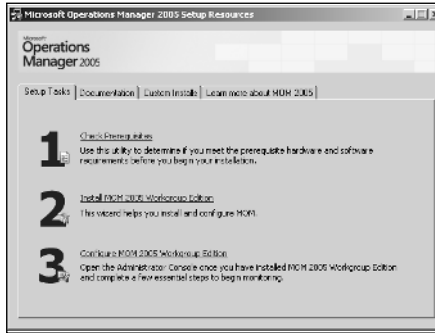 Microsoft Operations Manager 2005 Setup Resources
Microsoft
Operations
Manager 2005
Setup Tasks
Documentation
Custom Installs
Learn more about MOM 2005
1
Check Prerequisites
Use this utility to determine if you meet the prerequisite hardware and software
requirements before you begin your installation.
2
Install MOM 2005 Workgroup Edition
This wizard helps you install and configure MOM.
3
Configure MOM 2005 Workgroup Edition
Open the Administrator Console once you have installed MOM 2005 Workgroup Edition
and complete a few essential steps to begin monitoring.